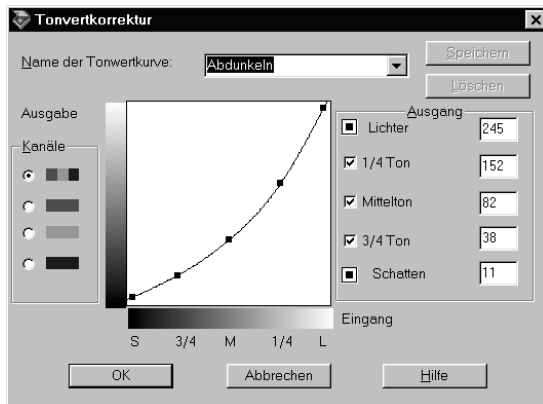 Tonvertkorrektur
Name der Tonwertkurve: Abdunkeln
Speichern
Löschen
Ausgabe
Kanäle
Ausgang
Lichter 245
1/4 Ton 152
Mittelton 82
3/4 Ton 38
Schatten 11
Eingang
S 3/4 M 1/4 L
OK Abbrechen Hilfe